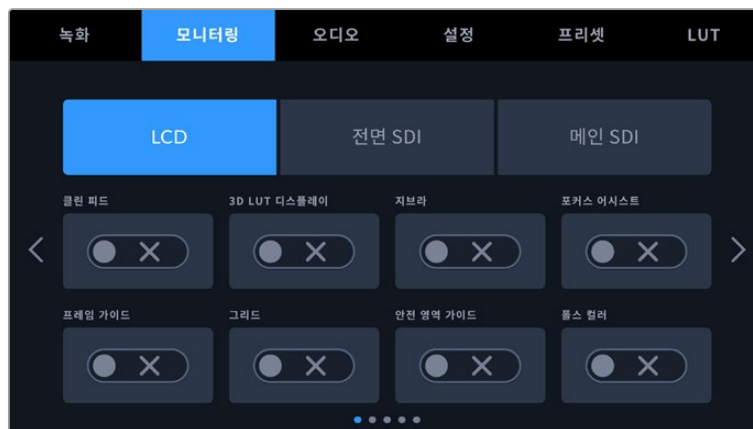 녹화 모니터링 오디오 설정 프리셋 LUT
LCD 전면 SDI 메인 SDI
클린 피드 3D LUT 디스플레이 지브라 포커스 어시스트
프레임 가이드 그리드 안전 영역 가이드 폴스 컬러